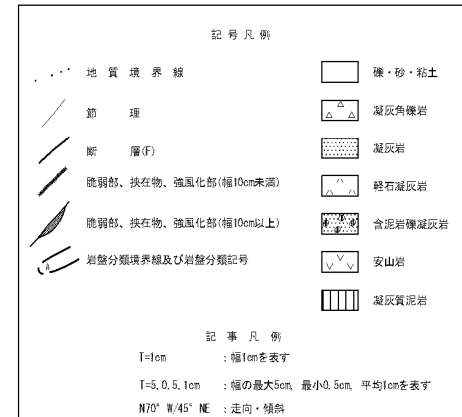 記号凡例
地質境界線
節理
断層(F)
脆弱部、挟在物、強風化部(幅10cm未満)
脆弱部、挟在物、強風化部(幅10cm以上)
A 岩盤分類境界線及び岩盤分類記号
礫・砂・粘土
凝灰角礫岩
凝灰岩
軽石凝灰岩
含泥岩礫凝灰岩
安山岩
凝灰質泥岩
記事凡例
T=1cm :幅1cmを表す
T=5,0.5,1cm :幅の最大5cm, 最小0.5cm, 平均1cmを表す
N70° W/45° NE :走向・傾斜